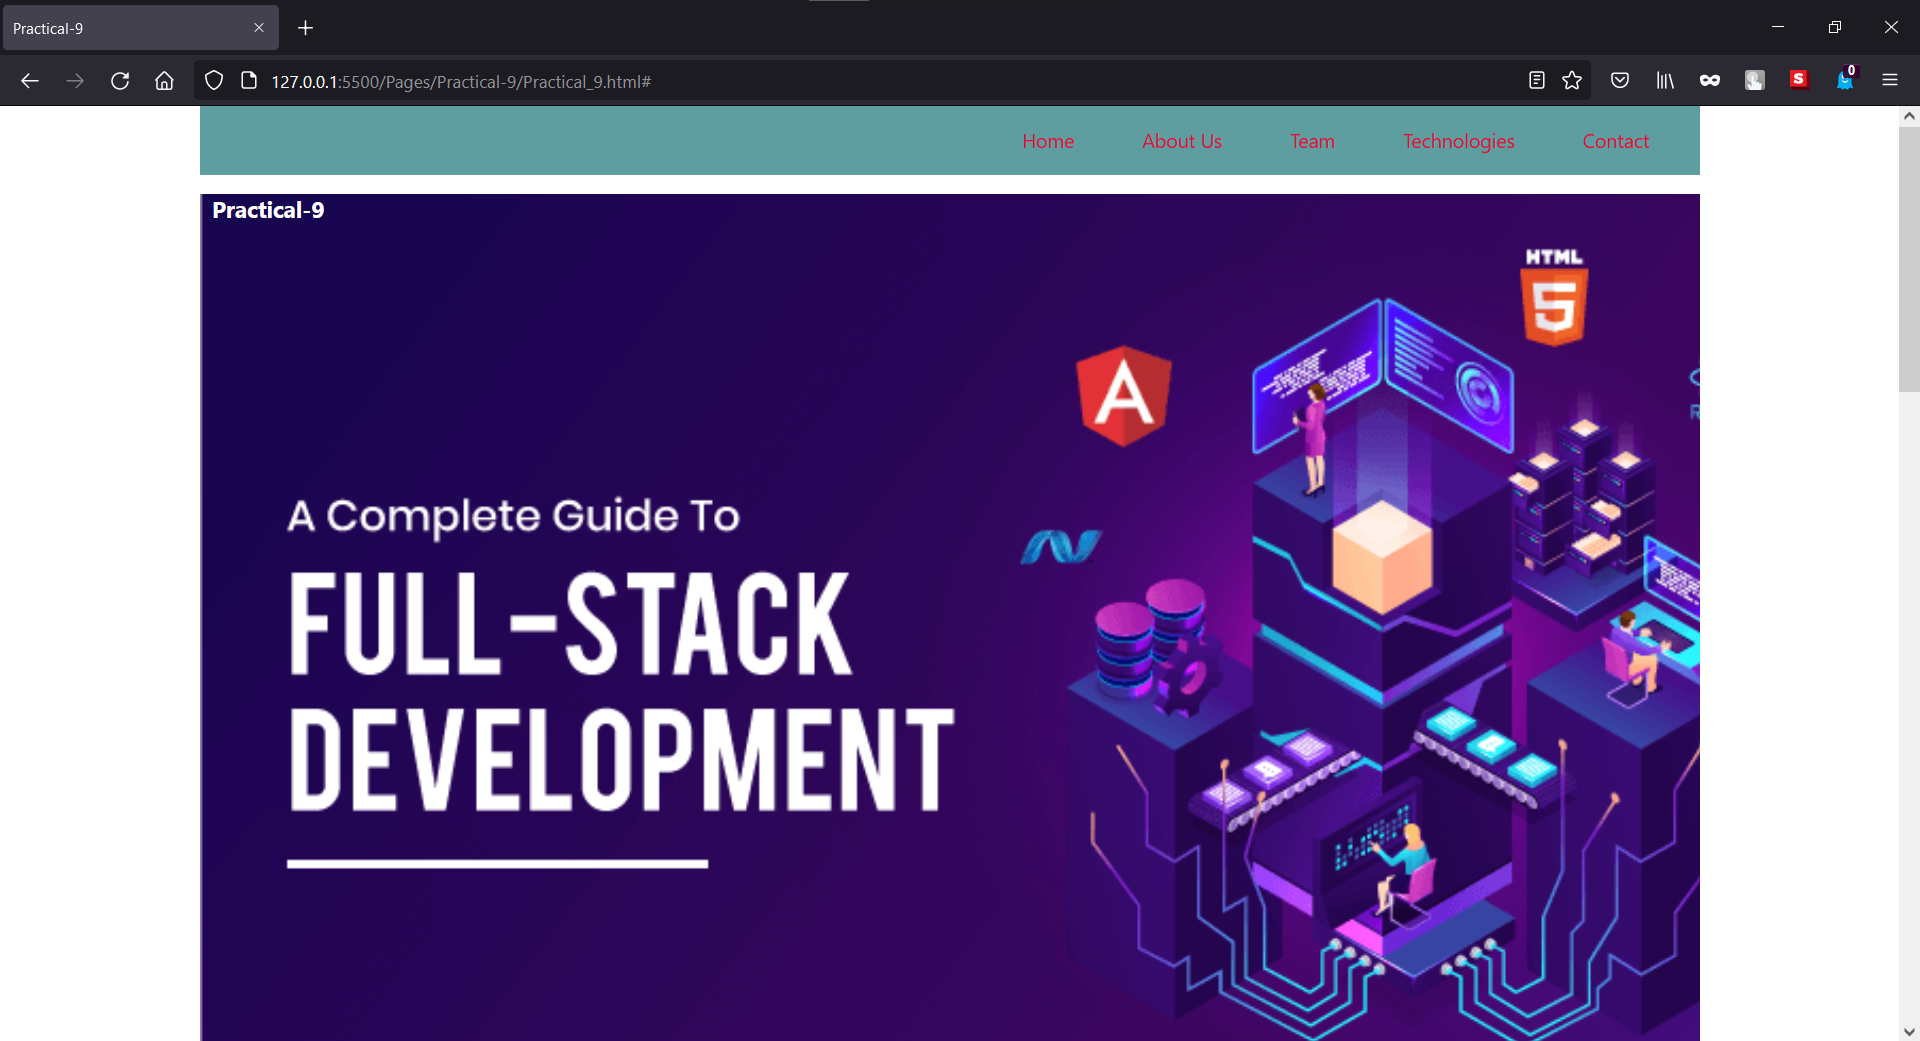 Practical-9
127.0.0.1:5500/Pages/Practical-9/Practical_9.html#
S
0
Home About Us Team Technologies Contact
Practical-9
HTML
5
A
R
A Complete Guide To
FULL-STACK
DEVELOPMENT